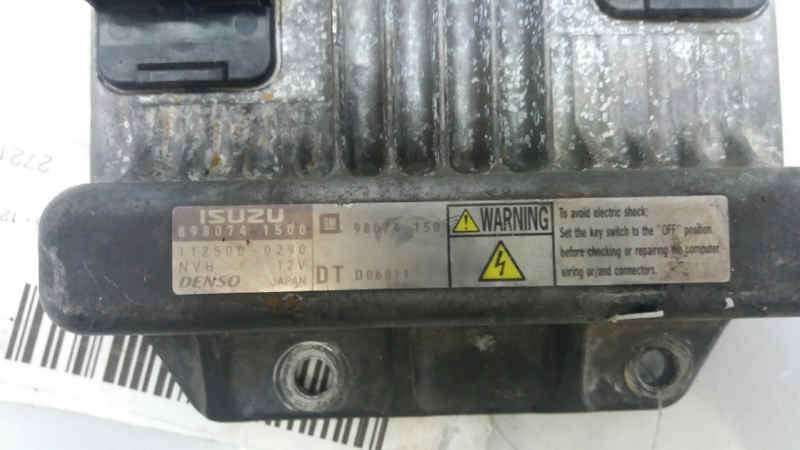 ISUZU
898074-1500
112500-0290
NVH 12V
DENSO JAPAN
GM 98074 150
DT D06011
WARNING
To avoid electric shock;
Set the key switch to the "OFF" position
before checking or repairing the computer
wiring or/and connectors.